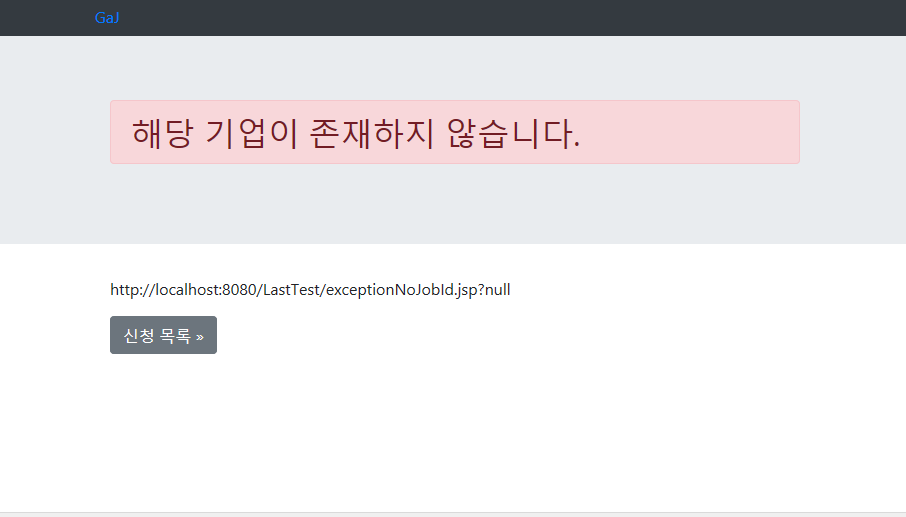 GaJ
해당 기업이 존재하지 않습니다.
http://localhost:8080/LastTest/exceptionNoJobId.jsp?null
신청 목록 »